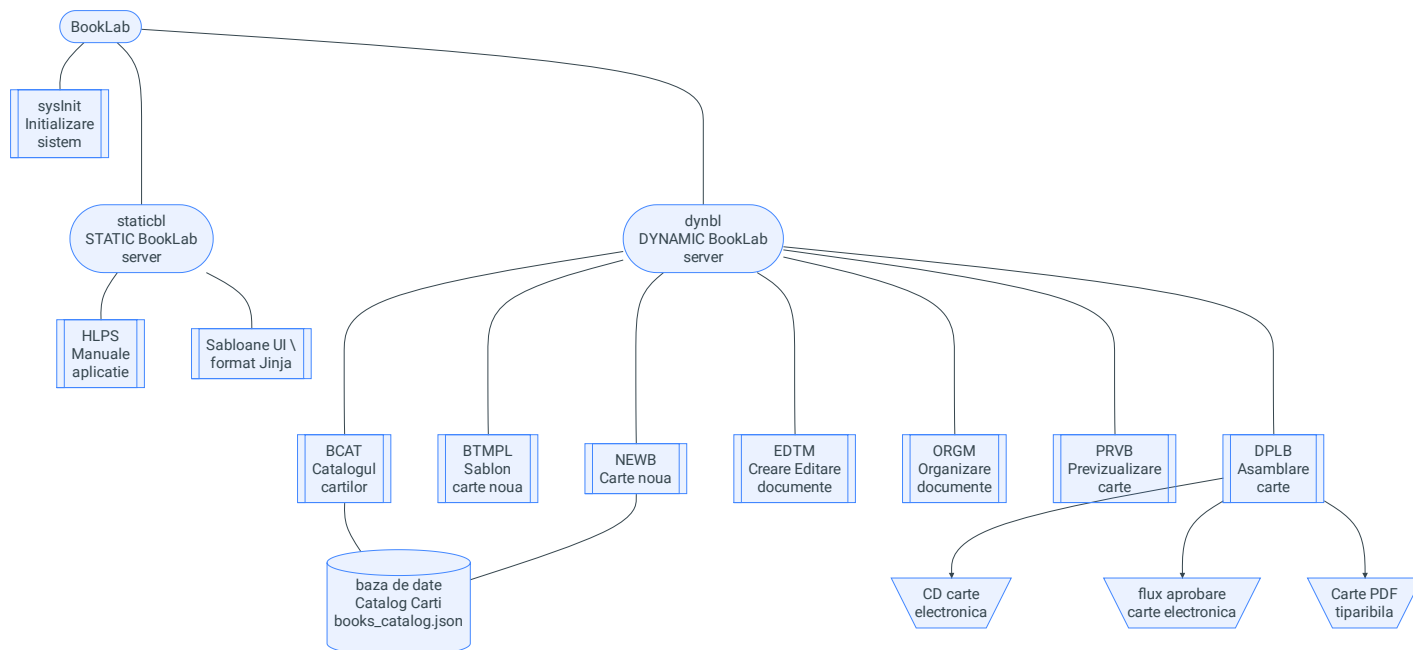 BookLab
sysInit
Initializare
sistem
staticbl
STATIC BookLab
server
dynbl
DYNAMIC BookLab
server
HLPS
Manuale
aplicatie
Sabloane UI \
format Jinja
BCAT
Catalogul
cartilor
BTMPL
Sablon
carte noua
NEWB
Carte noua
EDTM
Creare Editare
documente
ORGM
Organizare
documente
PRVB
Previzualizare
carte
DPLB
Asamblare
carte
baza de date
Catalog Carti
books_catalog.json
CD carte
electronica
flux aprobare
carte electronica
Carte PDF
tiparibila